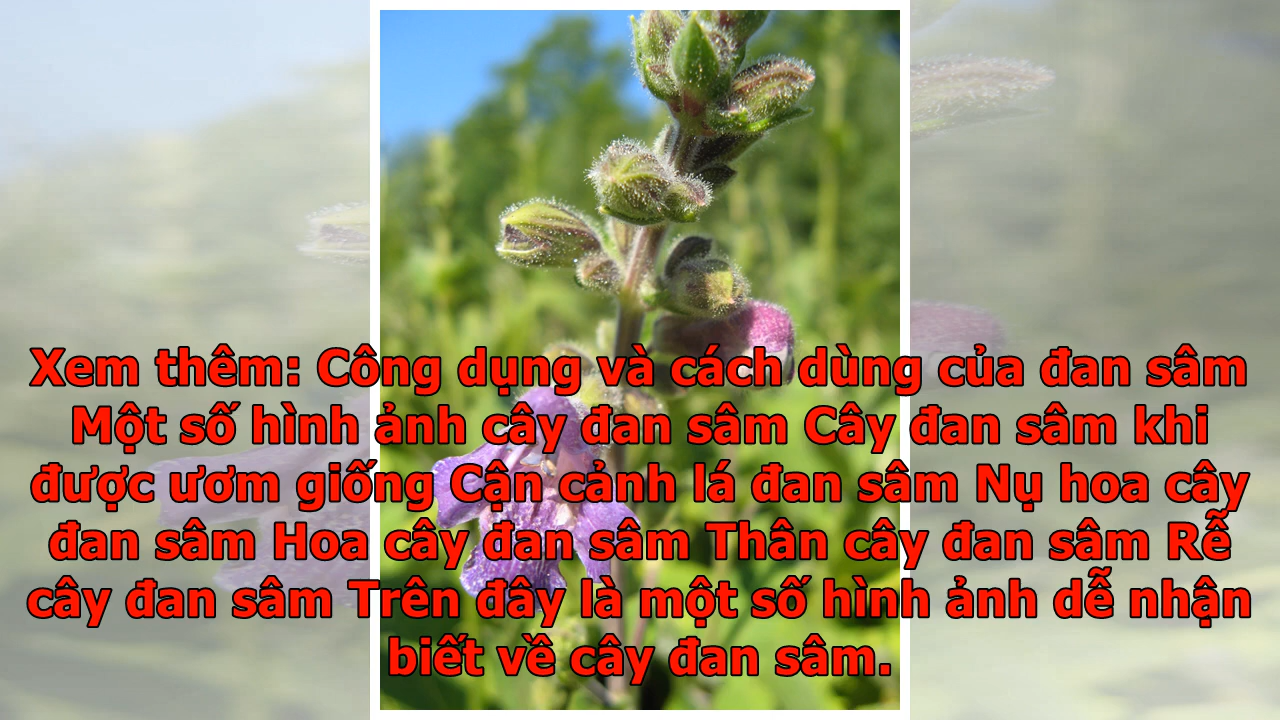 Xem thêm: Công dụng và cách dùng của đan sâm
Một số hình ảnh cây đan sâm Cây đan sâm khi
được ươm giống Cận cảnh lá đan sâm Nụ hoa cây
đan sâm Hoa cây đan sâm Thân cây đan sâm Rễ
cây đan sâm Trên đây là một số hình ảnh dễ nhận
biết về cây đan sâm.